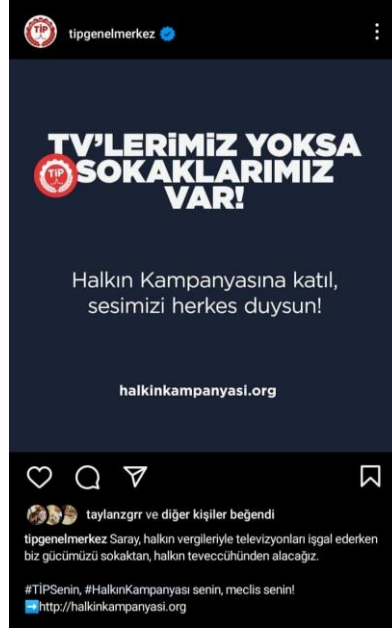 TİP
tipgenelmerkez
TV'LERİMİZ YOKSA
TİP
SOKAKLARIMIZ
VAR!
Halkın Kampanyasına katıl,
sesimizi herkes duysun!
halkinkampanyasi.org
taylanzgrr ve diğer kişiler beğendi
tipgenelmerkez Saray, halkın vergileriyle televizyonları işgal ederken
biz gücümüzü sokaktan, halkın teveccühünden alacağız.
#TİPSenin, #HalkınKampanyası senin, meclis senin!
➡️http://halkinkampanyasi.org